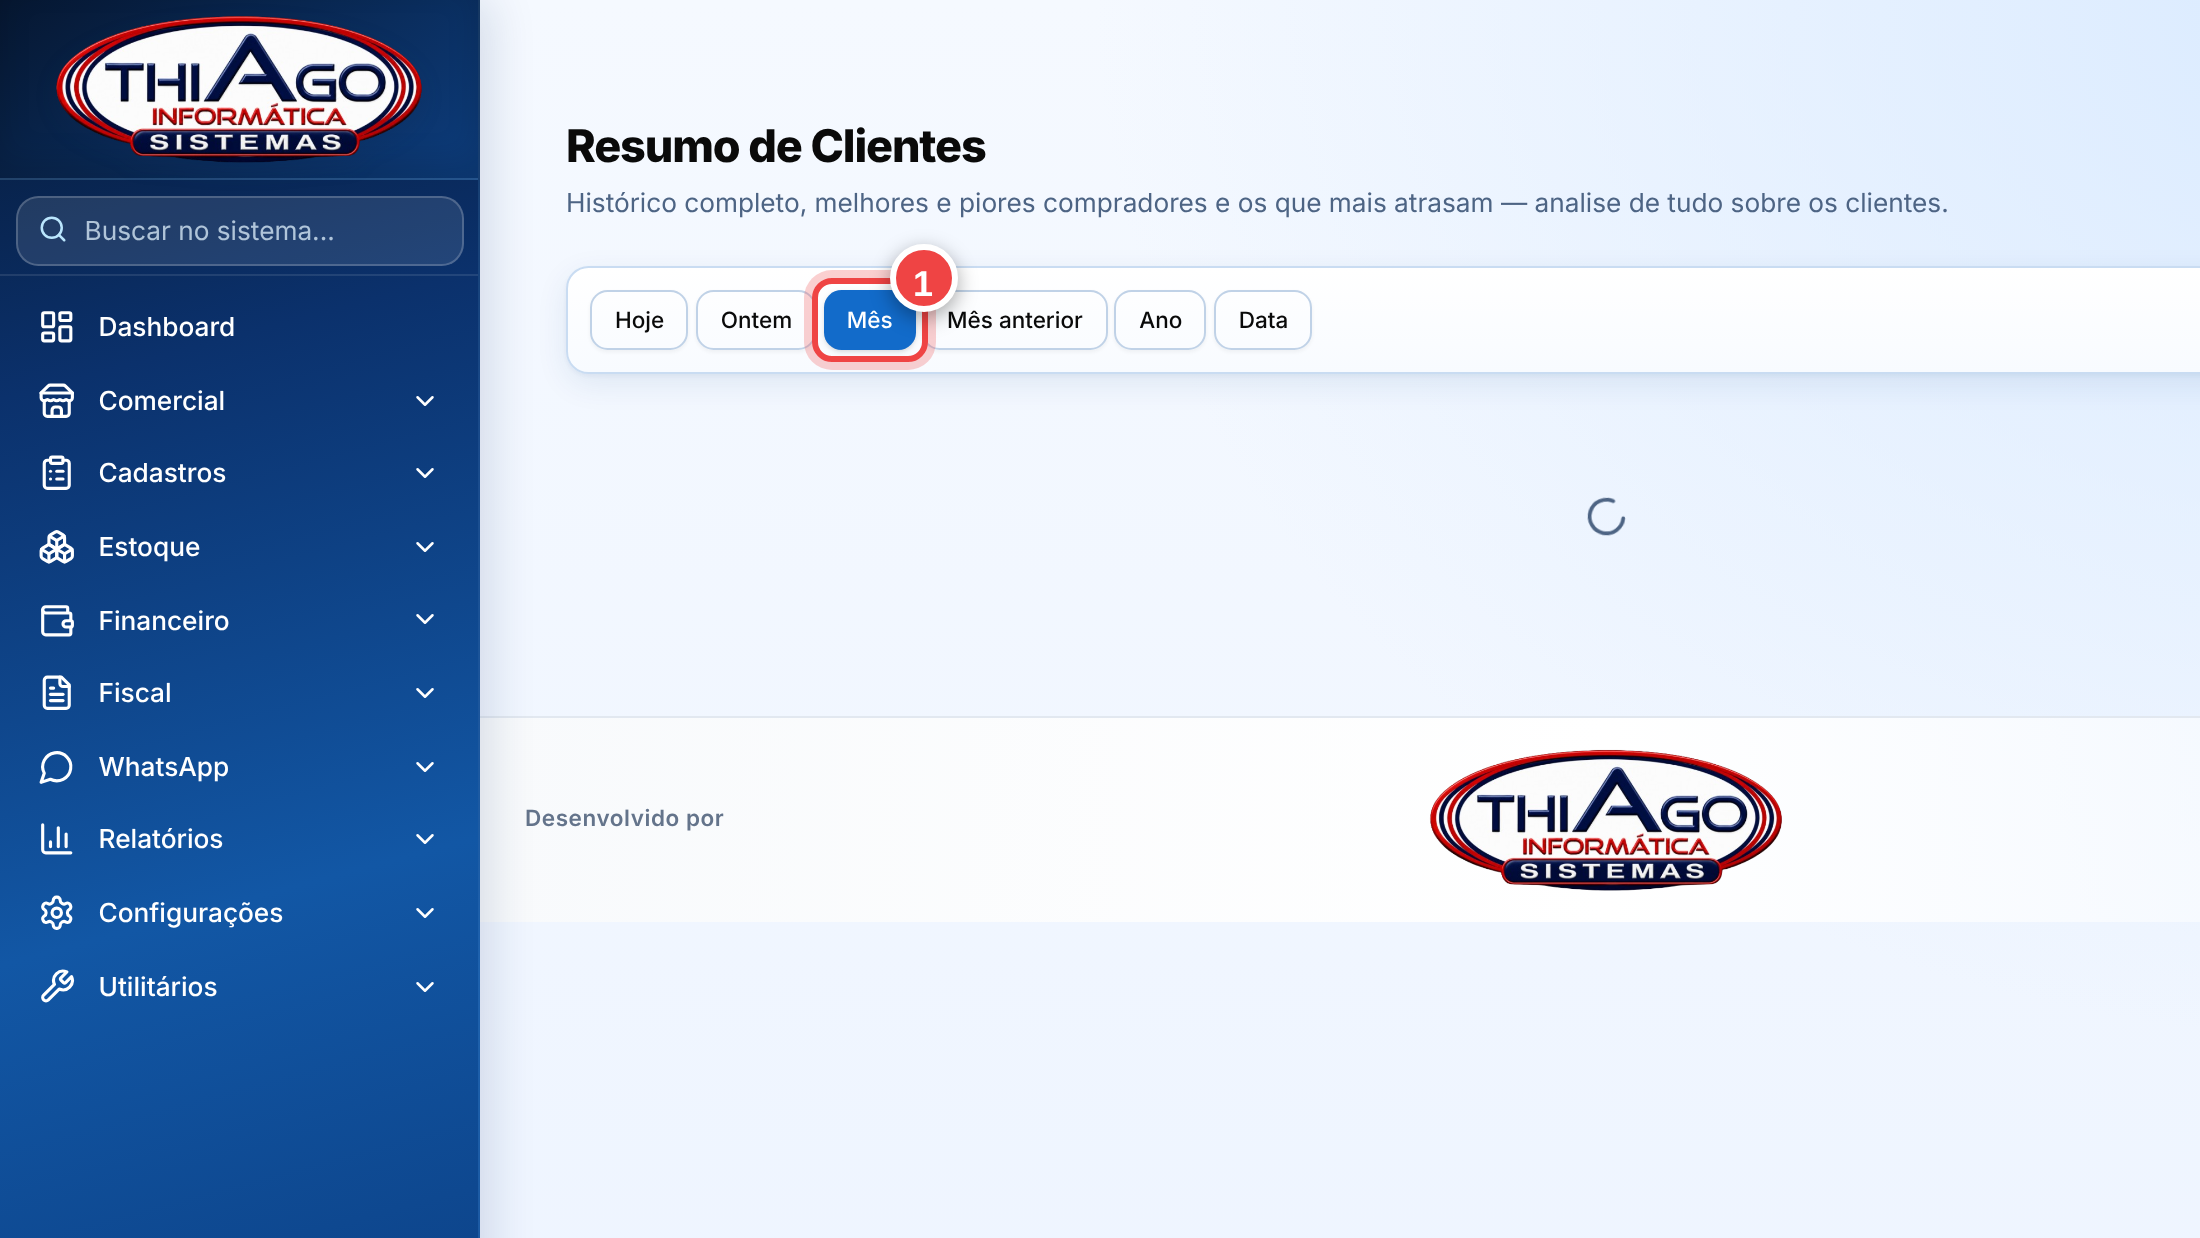 THIAGO
INFORMÁTICA
SISTEMAS
Buscar no sistema...
Dashboard
Comercial
Cadastros
Estoque
Financeiro
Fiscal
WhatsApp
Relatórios
Configurações
Utilitários
Resumo de Clientes
Histórico completo, melhores e piores compradores e os que mais atrasam — analise de tudo sobre os clientes.
1
Hoje Ontem Mês Mês anterior Ano Data
Desenvolvido por
THIAGO
INFORMÁTICA
SISTEMAS